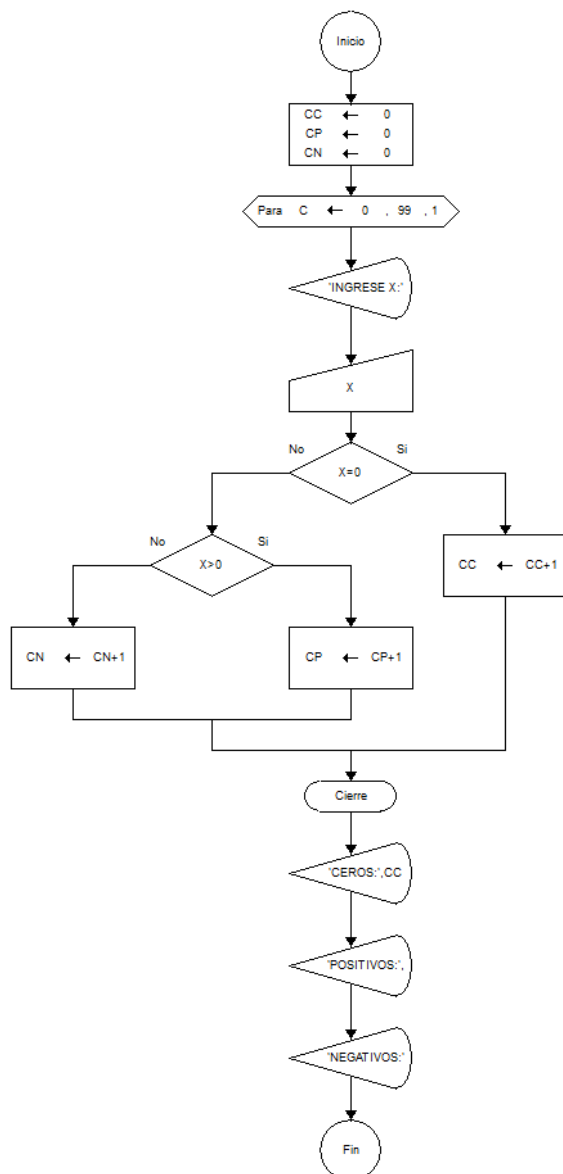 Inicio
CC ← 0
CP ← 0
CN ← 0
Para C ← 0 , 99 , 1
'INGRESE X:'
X
No
Si
X=0
No
Si
X>0
CC ← CC+1
CN ← CN+1
CP ← CP+1
Cierre
'CEROS:',CC
'POSITIVOS:',
'NEGATIVOS:'
Fin